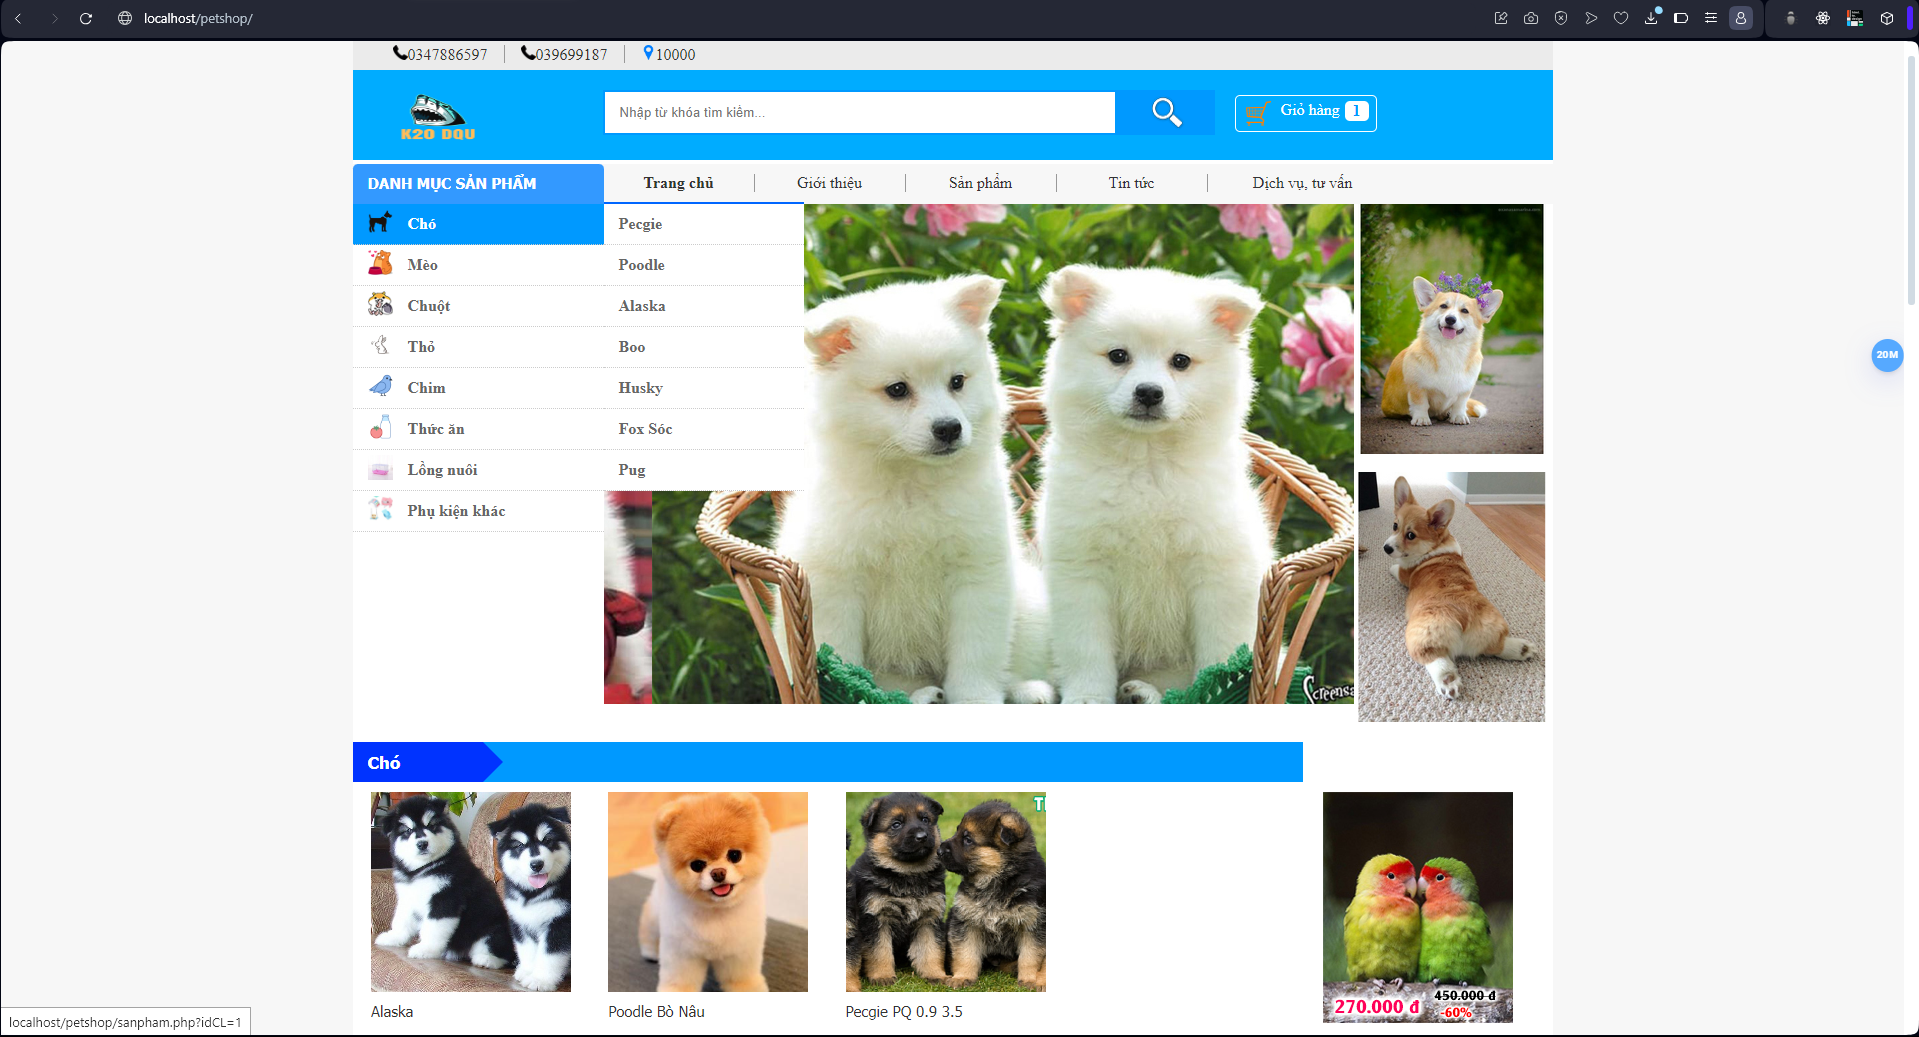 localhost/petshop/
0347886597
039699187
10000
K20 DQU
Nhập từ khóa tìm kiếm...
Giỏ hàng 1
DANH MỤC SẢN PHẨM
Trang chủ
Giới thiệu
Sản phẩm
Tin tức
Dịch vụ, tư vấn
Chó
Mèo
Chuột
Thỏ
Chim
Thức ăn
Lồng nuôi
Phụ kiện khác
Pecgie
Poodle
Alaska
Boo
Husky
Fox Sóc
Pug
20M
Chó
Alaska
Poodle Bò Nâu
Pecgie PQ 0.9 3.5
450.000 đ
270.000 đ
-60%
localhost/petshop/sanpham.php?idCL=1